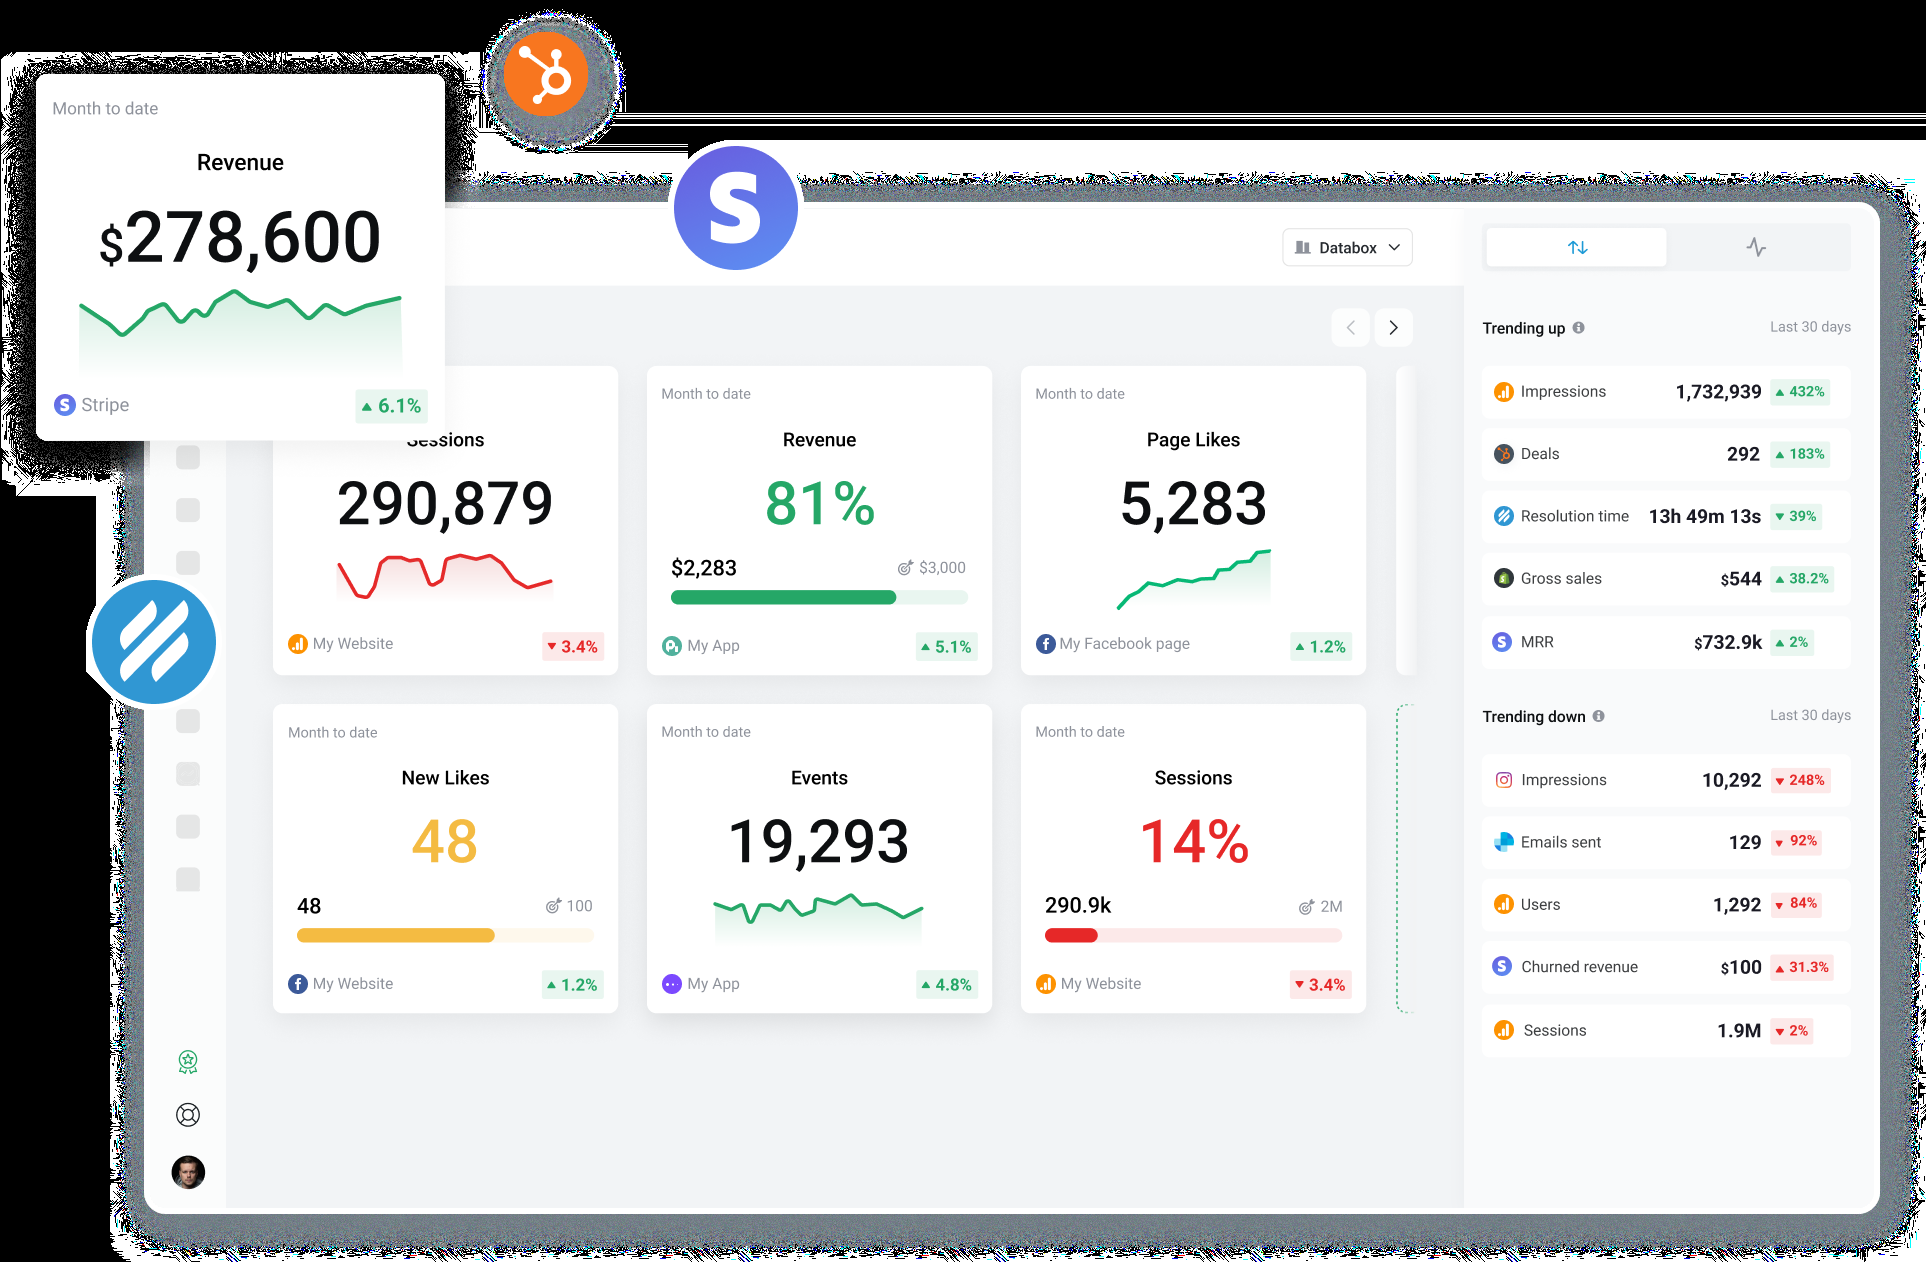 Month to date
Revenue
$278,600
Stripe
6.1%
Databox
Sessions
290,879
My Website
3.4%
Month to date
Revenue
81%
$2,283
$3,000
My App
5.1%
Month to date
Page Likes
5,283
My Facebook page
1.2%
Month to date
New Likes
48
48
100
My Website
1.2%
Month to date
Events
19,293
My App
4.8%
Month to date
Sessions
14%
290.9k
2M
My Website
3.4%
Trending up
Last 30 days
Impressions 1,732,939 432%
Deals 292 183%
Resolution time 13h 49m 13s 39%
Gross sales $544 38.2%
MRR $732.9k 2%
Trending down
Last 30 days
Impressions 10,292 248%
Emails sent 129 92%
Users 1,292 84%
Churned revenue $100 31.3%
Sessions 1.9M 2%